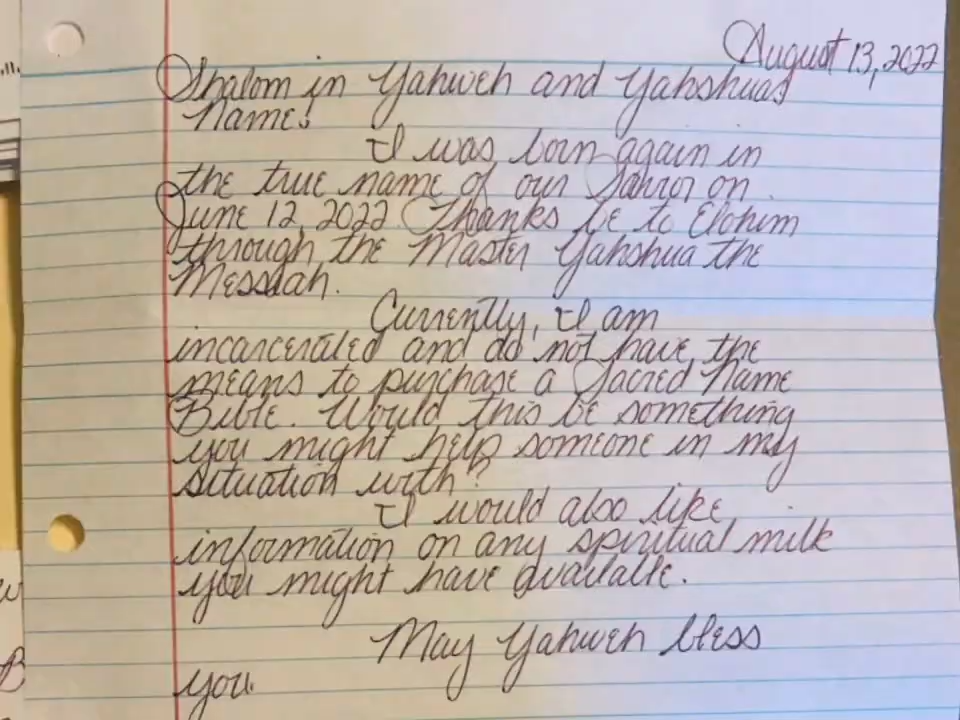 August 13, 2022
Shalom in Yahweh and Yahshuas
Name!
I was born again in
the true name of our Savior on
June 12, 2022. Thanks be to Elohim
through the Master Yahshua the
Messiah.
Currently, I am
incarcerated and do not have the
means to purchase a Sacred Name
Bible. Would this be something
you might help someone in my
situation with?
I would also like
information on any spiritual milk
you might have available.
May Yahweh bless
you.